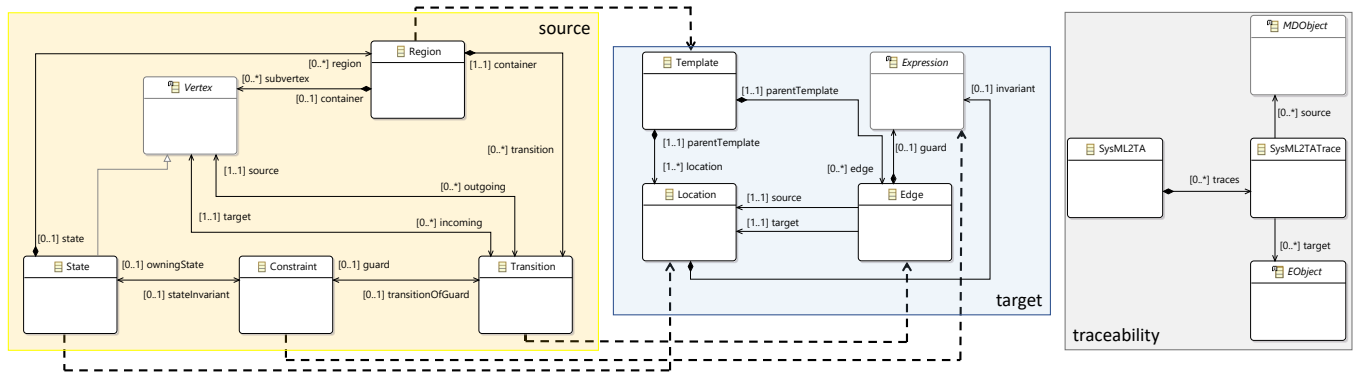 source
Region
[0..*] region
[1..1] container
[0..*] subvertex
[0..1] container
Vertex
[0..*] transition
[1..1] source
[0..*] outgoing
[1..1] target
[0..*] incoming
[0..1] state
State
[0..1] owningState
Constraint
[0..1] guard
Transition
[0..1] stateInvariant
[0..1] transitionOfGuard
Template
Expression
[1..1] parentTemplate
[0..1] invariant
[1..1] parentTemplate
[0..1] guard
[1..*] location
[0..*] edge
Location
Edge
[1..1] source
[1..1] target
target
MDObject
[0..*] source
SysML2TA
SysML2TATrace
[0..*] traces
[0..*] target
EObject
traceability